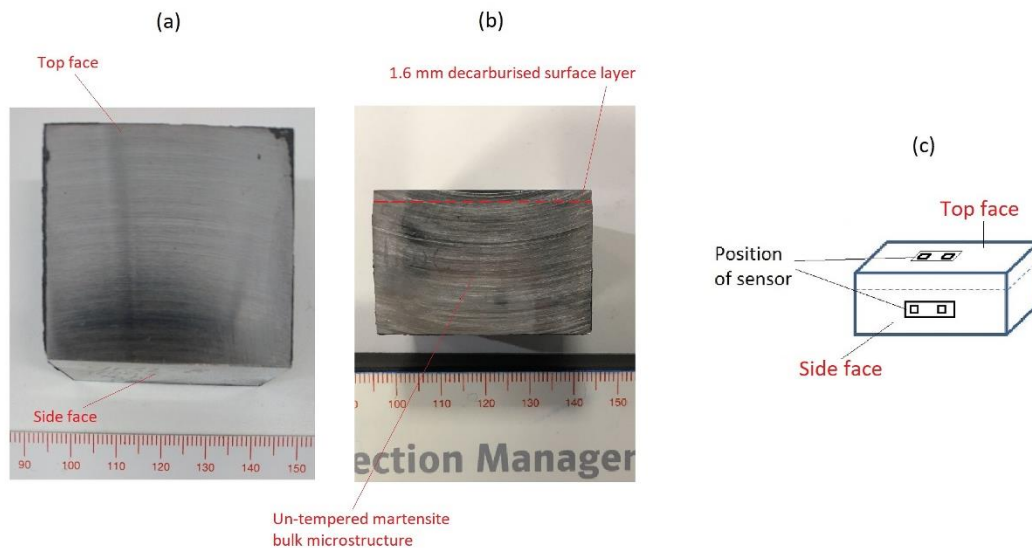 (a)
(b)
Top face
1.6 mm decarburised surface layer
(c)
Top face
Position
of sensor
Side face
Side face
90 100 110 120 130 140 150
100 110 120 130 140 150
ection Manager
Un-tempered martensite
bulk microstructure